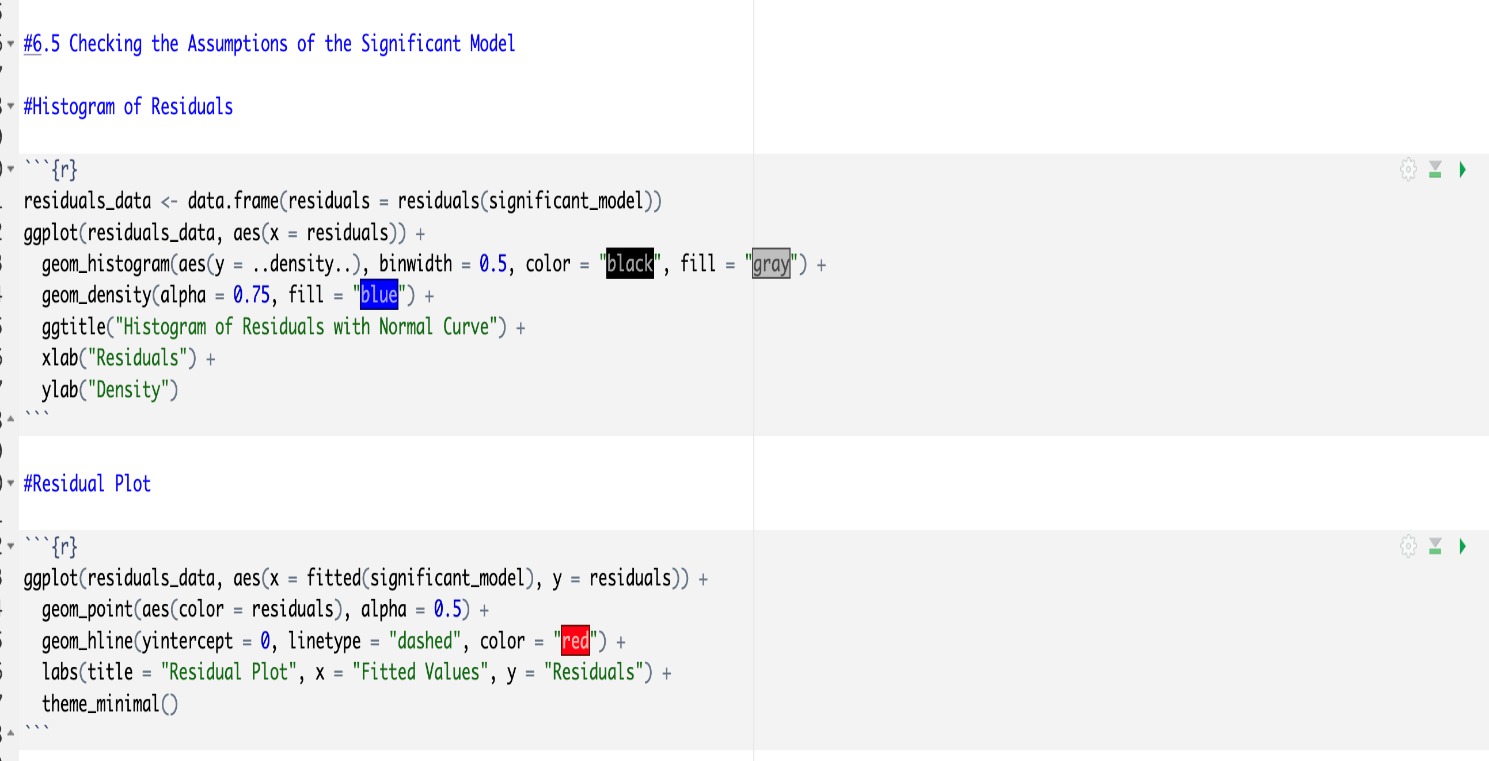 #6.5 Checking the Assumptions of the Significant Model
#Histogram of Residuals
```{r}
residuals_data <- data.frame(residuals = residuals(significant_model))
ggplot(residuals_data, aes(x = residuals)) +
  geom_histogram(aes(y = ..density..), binwidth = 0.5, color = "black", fill = "gray") +
  geom_density(alpha = 0.75, fill = "blue") +
  ggtitle("Histogram of Residuals with Normal Curve") +
  xlab("Residuals") +
  ylab("Density")
```
#Residual Plot
```{r}
ggplot(residuals_data, aes(x = fitted(significant_model), y = residuals)) +
  geom_point(aes(color = residuals), alpha = 0.5) +
  geom_hline(yintercept = 0, linetype = "dashed", color = "red") +
  labs(title = "Residual Plot", x = "Fitted Values", y = "Residuals") +
  theme_minimal()
```